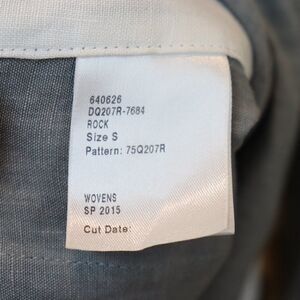 640626
DQ207R-7684
ROCK
Size S
Pattern: 75Q207R
WOVENS
SP 2015
Cut Date: